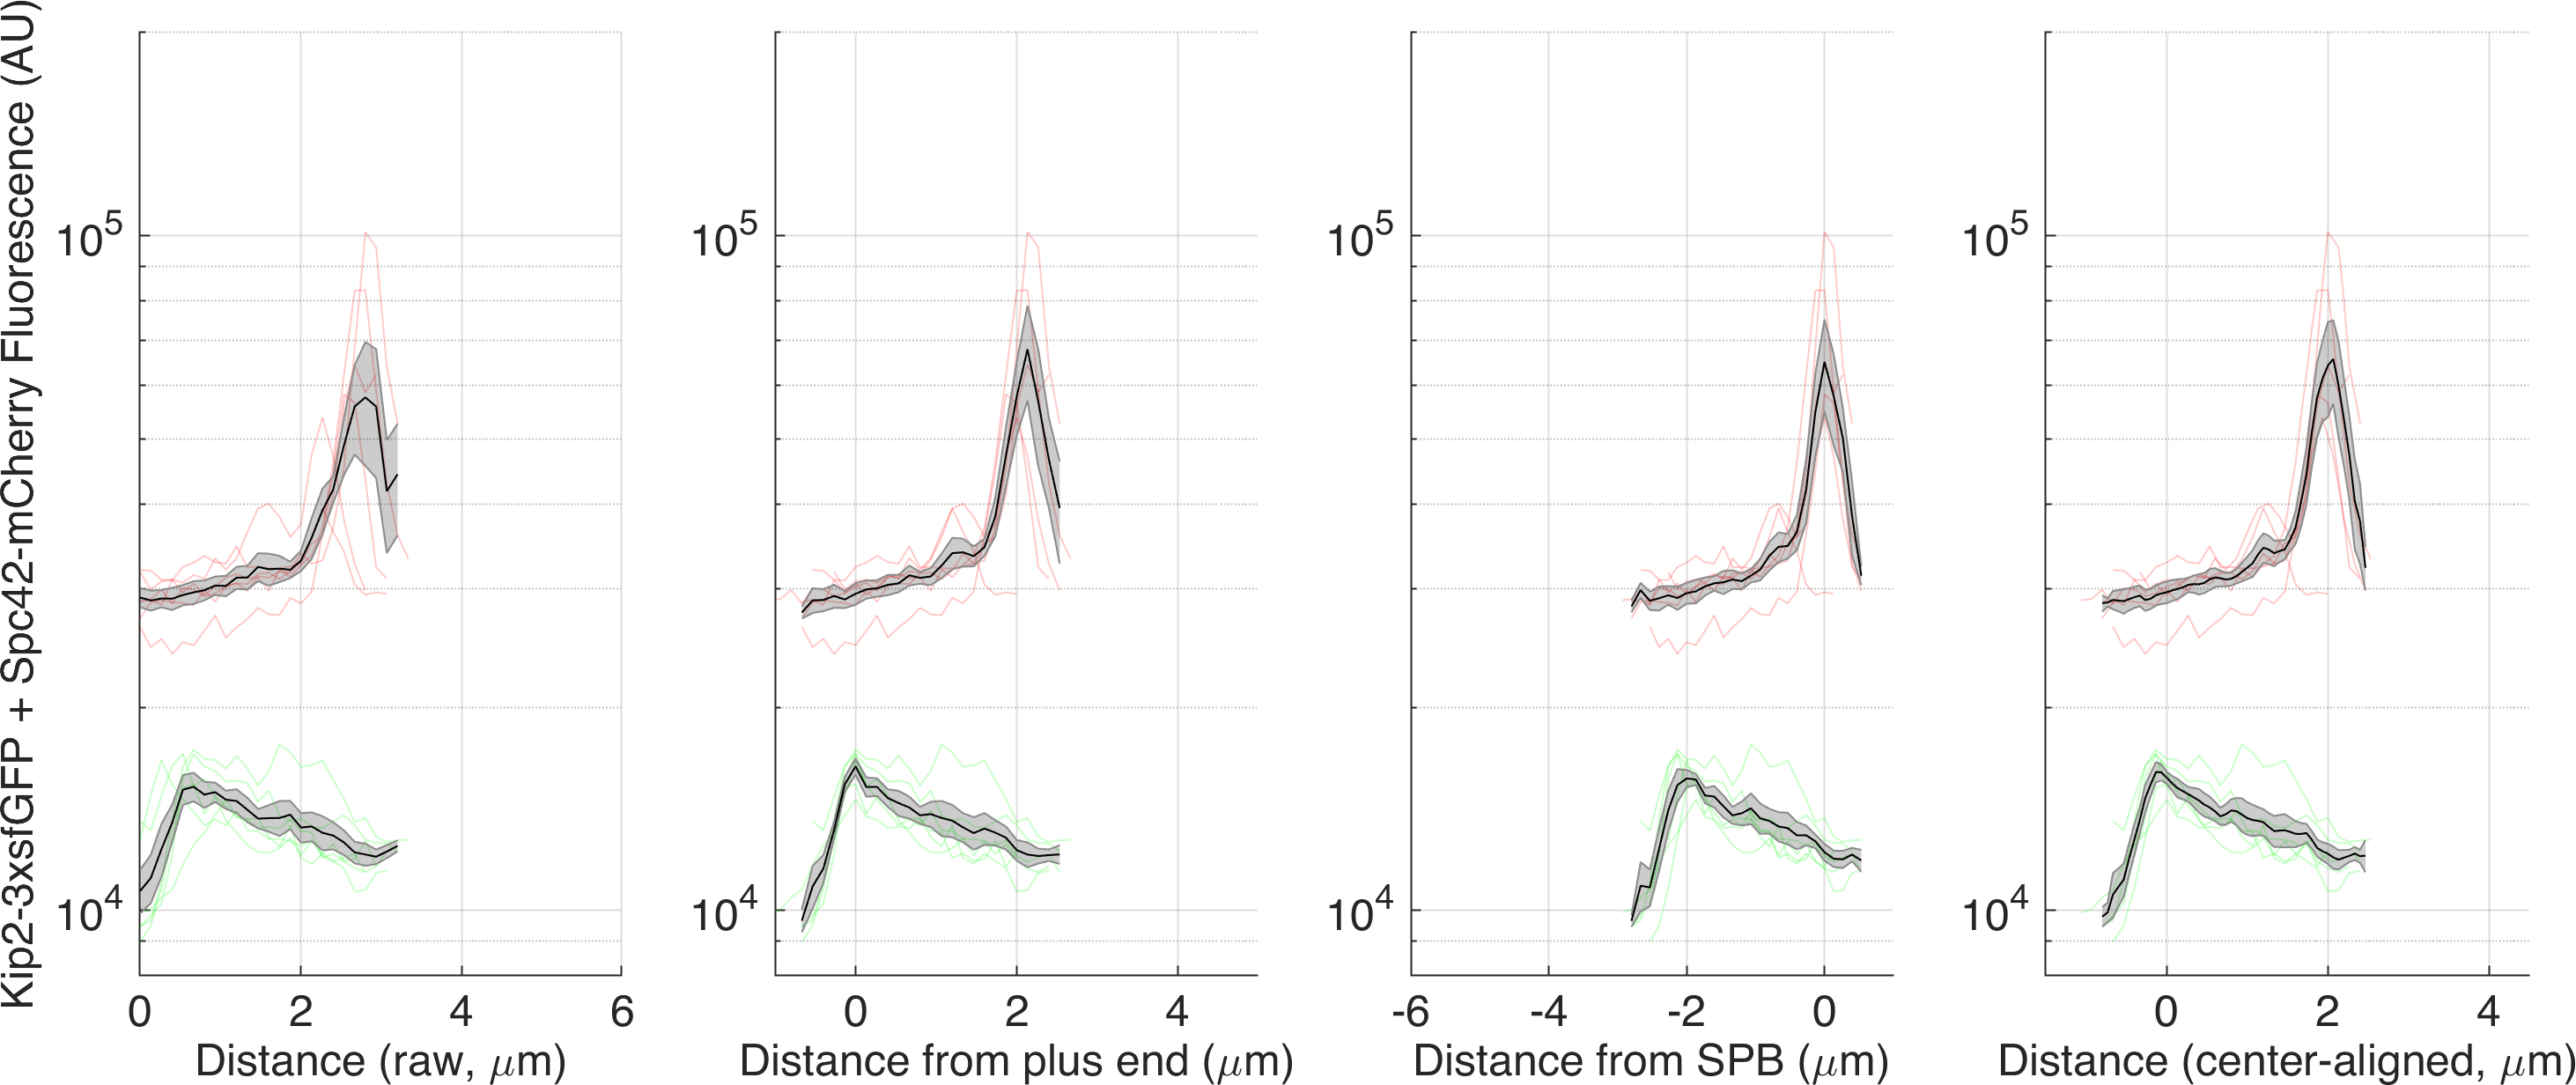 Kip2-3xsfGFP + Spc42-mCherry Fluorescence (AU)
10^5
10^4
0 2 4 6
Distance (raw, μm)
10^5
10^4
0 2 4
Distance from plus end (μm)
10^5
10^4
-6 -4 -2 0
Distance from SPB (μm)
10^5
10^4
0 2 4
Distance (center-aligned, μm)